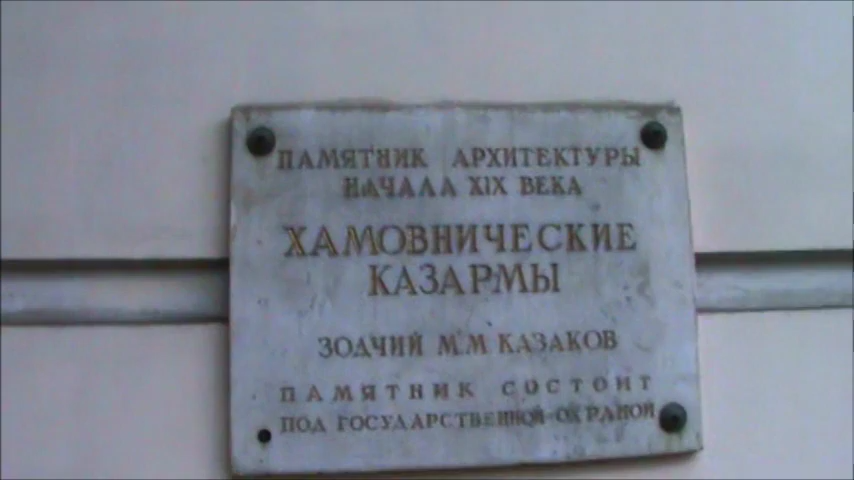 ПАМЯТНИК АРХИТЕКТУРЫ
НАЧАЛА XIX ВЕКА
ХАМОВНИЧЕСКИЕ
КАЗАРМЫ
ЗОДЧИЙ М.М КАЗАКОВ
ПАМЯТНИК СОСТОИТ
ПОД ГОСУДАРСТВЕННОЙ ОХРАНОЙ